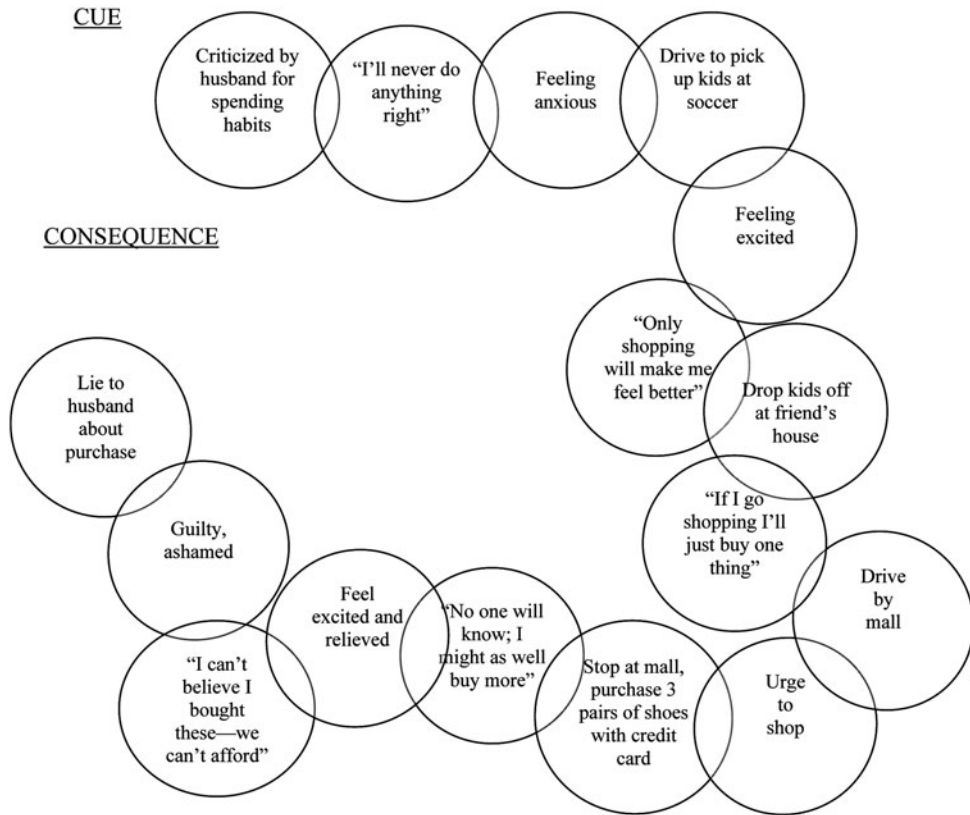 CUE
Criticized by
husband for
spending
habits
“I’ll never do
anything
right”
Feeling
anxious
Drive to pick
up kids at
soccer
Feeling
excited
“Only
shopping
will make me
feel better”
Drop kids off
at friend’s
house
“If I go
shopping I’ll
just buy one
thing”
Drive
by
mall
Urge
to
shop
Stop at mall,
purchase 3
pairs of shoes
with credit
card
“No one will
know; I
might as well
buy more”
Feel
excited and
relieved
“I can’t
believe I
bought
these—we
can’t afford”
Guilty,
ashamed
Lie to
husband
about
purchase
CONSEQUENCE